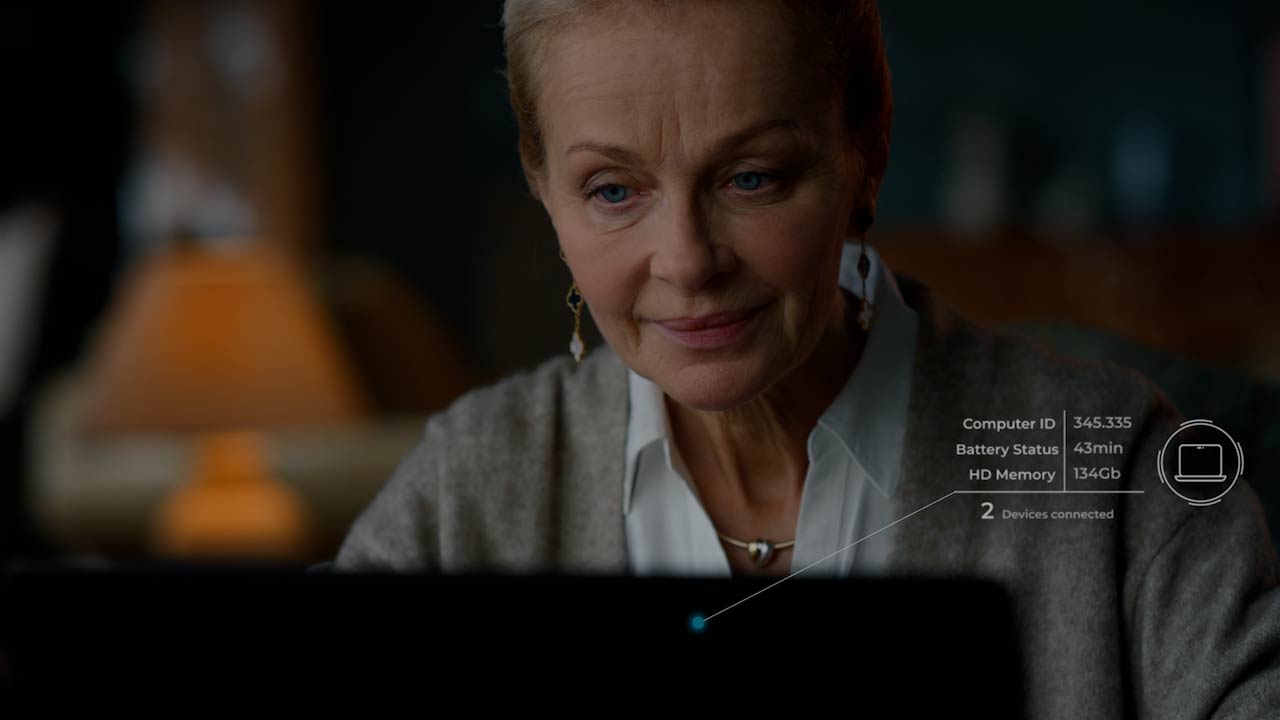 Computer ID 345.335
Battery Status 43min
HD Memory 134Gb
2 Devices connected